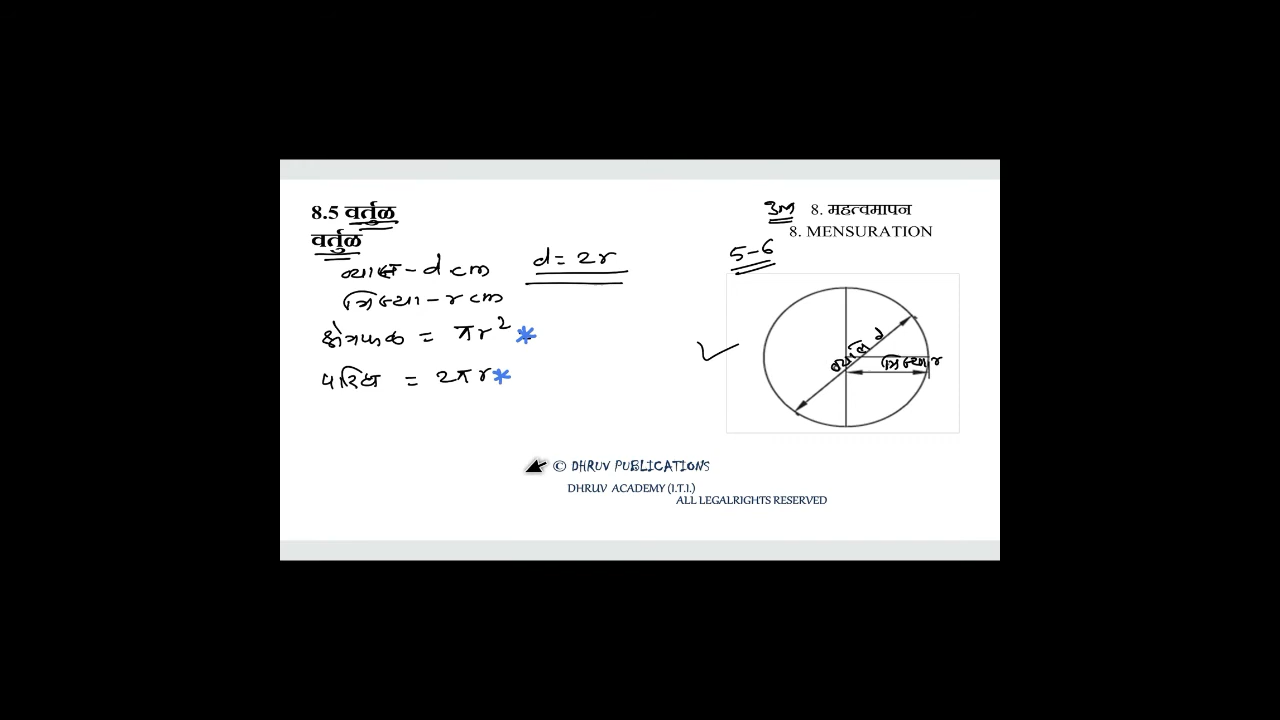 8.5 वर्तुळ
वर्तुळ
व्यास - d cm
त्रिज्या - r cm
d = 2r
क्षेत्रफळ = πr² *
परिघ = 2πr *
3M 8. महत्वमापन
8. MENSURATION
5-6
व्यास d
त्रिज्या r
© DHRUV PUBLICATIONS
DHRUV ACADEMY (I.T.I.)
ALL LEGALRIGHTS RESERVED